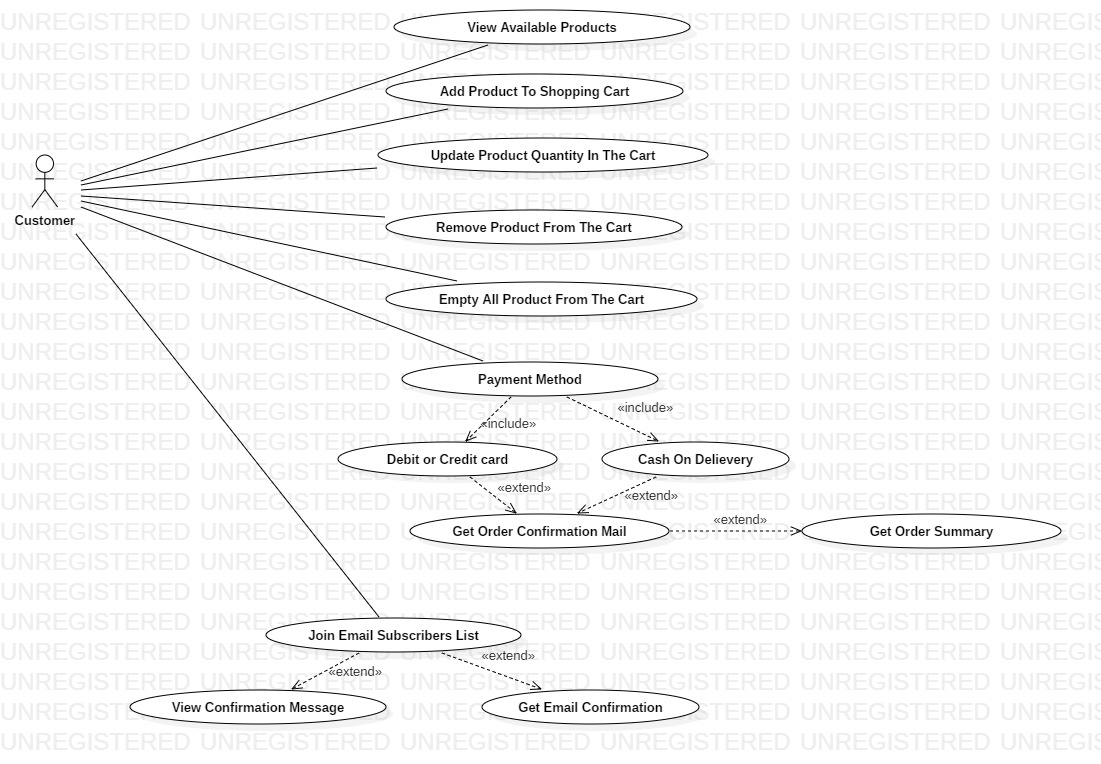 View Available Products
Add Product To Shopping Cart
Update Product Quantity In The Cart
Customer
Remove Product From The Cart
Empty All Product From The Cart
Payment Method
«include»
«include»
Debit or Credit card
Cash On Delievery
«extend»
«extend»
«extend»
Get Order Confirmation Mail
Get Order Summary
Join Email Subscribers List
«extend»
«extend»
View Confirmation Message
Get Email Confirmation
UNREGISTERED UNREGISTERED UNREGISTERED UNREGISTERED UNREGISTERED UNREGIS